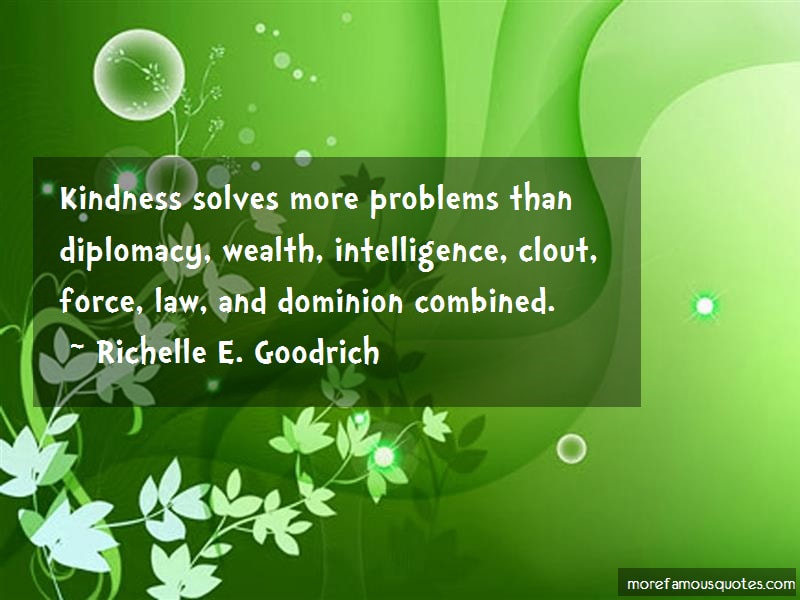 Kindness solves more problems than
diplomacy, wealth, intelligence, clout,
force, law, and dominion combined.
~ Richelle E. Goodrich
morefamousquotes.com